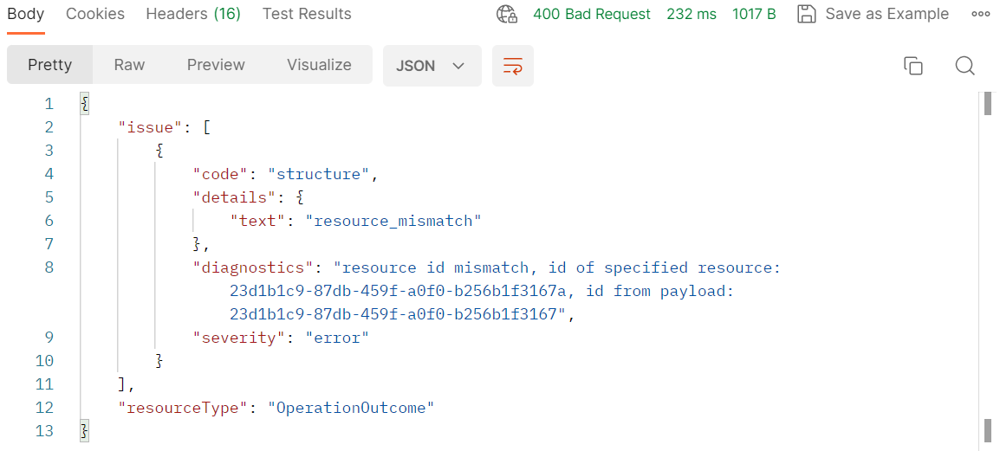 Body Cookies Headers (16) Test Results 400 Bad Request 232 ms 1017 B Save as Example
Pretty Raw Preview Visualize JSON
1 {
2 "issue": [
3 {
4 "code": "structure",
5 "details": {
6 "text": "resource_mismatch"
7 },
8 "diagnostics": "resource id mismatch, id of specified resource:
23d1b1c9-87db-459f-a0f0-b256b1f3167a, id from payload:
23d1b1c9-87db-459f-a0f0-b256b1f3167",
9 "severity": "error"
10 }
11 ],
12 "resourceType": "OperationOutcome"
13 }